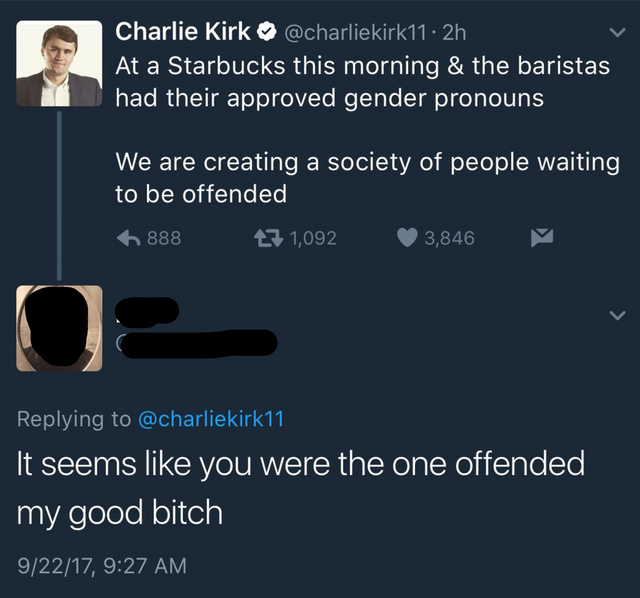 Charlie Kirk @charliekirk11 · 2h
At a Starbucks this morning & the baristas
had their approved gender pronouns
We are creating a society of people waiting
to be offended
888 1,092 3,846
Replying to @charliekirk11
It seems like you were the one offended
my good bitch
9/22/17, 9:27 AM